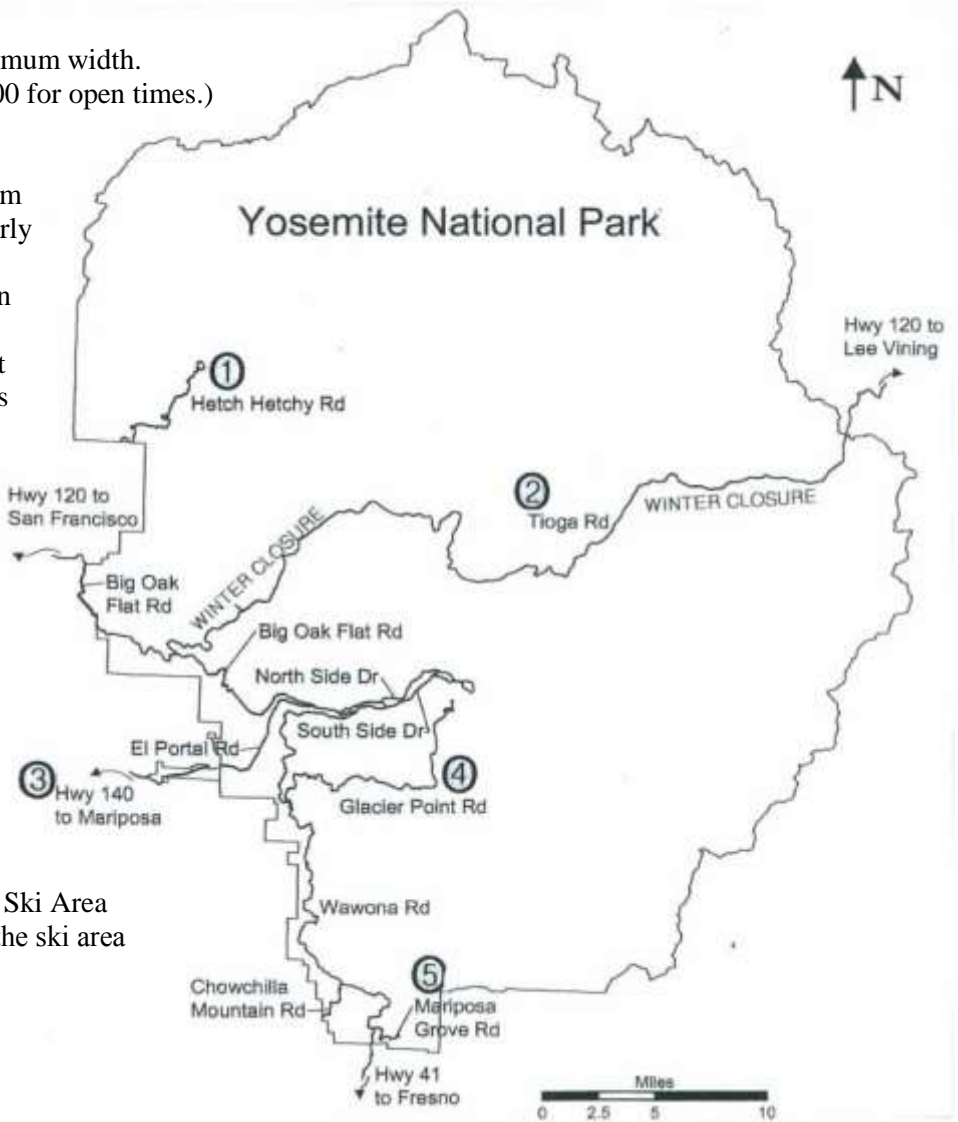 mum width.
00 for open times.)
m
rly
n
t
s
Ski Area
the ski area
N
Yosemite National Park
Hwy 120 to
Lee Vining
1
Hetch Hetchy Rd
2
Tioga Rd
WINTER CLOSURE
Hwy 120 to
San Francisco
WINTER CLOSURE
Big Oak
Flat Rd
Big Oak Flat Rd
North Side Dr
South Side Dr
El Portal Rd
3
Hwy 140
to Mariposa
4
Glacier Point Rd
Wawona Rd
5
Mariposa
Grove Rd
Chowchilla
Mountain Rd
Hwy 41
to Fresno
Miles
0 2.5 5 10